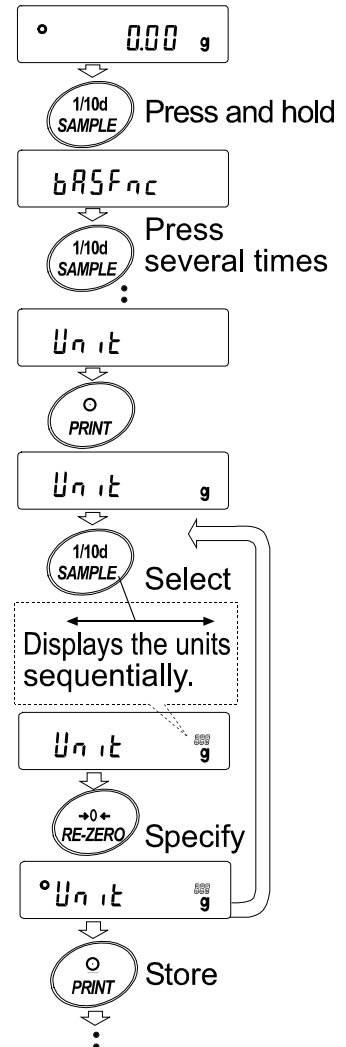 0.00 g
1/10d
SAMPLE
Press and hold
bASFnc
1/10d
SAMPLE
Press
several times
Unit
PRINT
Unit g
1/10d
SAMPLE
Select
Displays the units
sequentially.
Unit g
→0←
RE-ZERO
Specify
Unit g
PRINT
Store